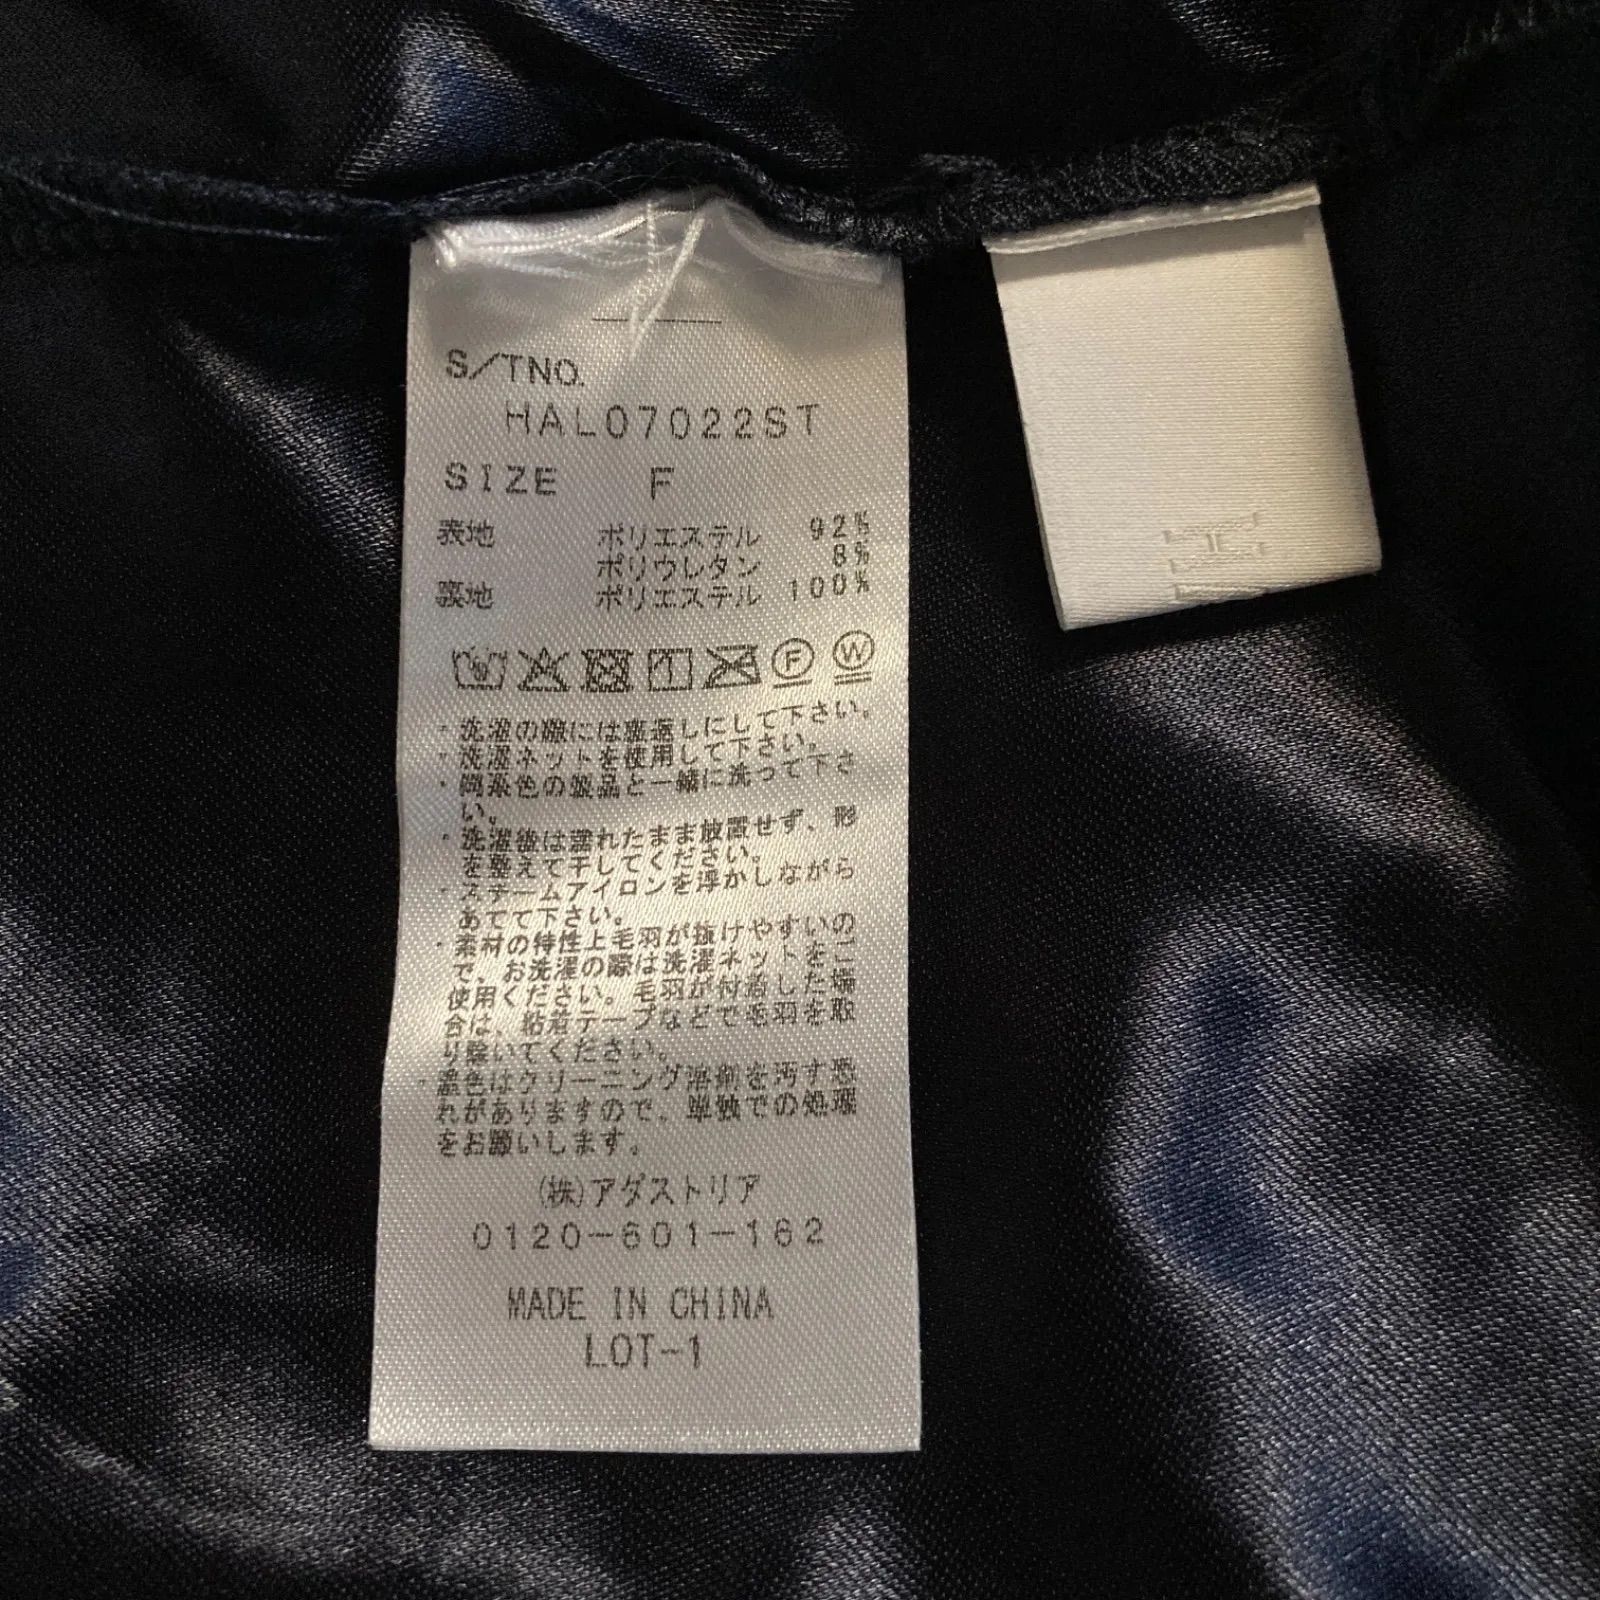 S/TNO.
HAL07022ST
SIZE F
表地 ポリエステル 92%
ポリウレタン 8%
裏地 ポリエステル 100%
F W
・洗濯の際には裏返しにして下さい。
・洗濯ネットを使用して下さい。
・同系色の製品と一緒に洗って下さ
い。
・洗濯後は濡れたまま放置せず、形
を整えて干してください。
・スチームアイロンを浮かしながら
あてて下さい。
・素材の特性上毛羽が抜けやすいの
で、お洗濯の際は洗濯ネットをご
使用ください。毛羽が付着した場
合は、粘着テープなどで毛羽を取
り除いてください。
・濃色はクリーニング溶剤を汚す恐
れがありますので、単独での処理
をお願いします。
(株)アダストリア
0120-601-162
MADE IN CHINA
LOT-1